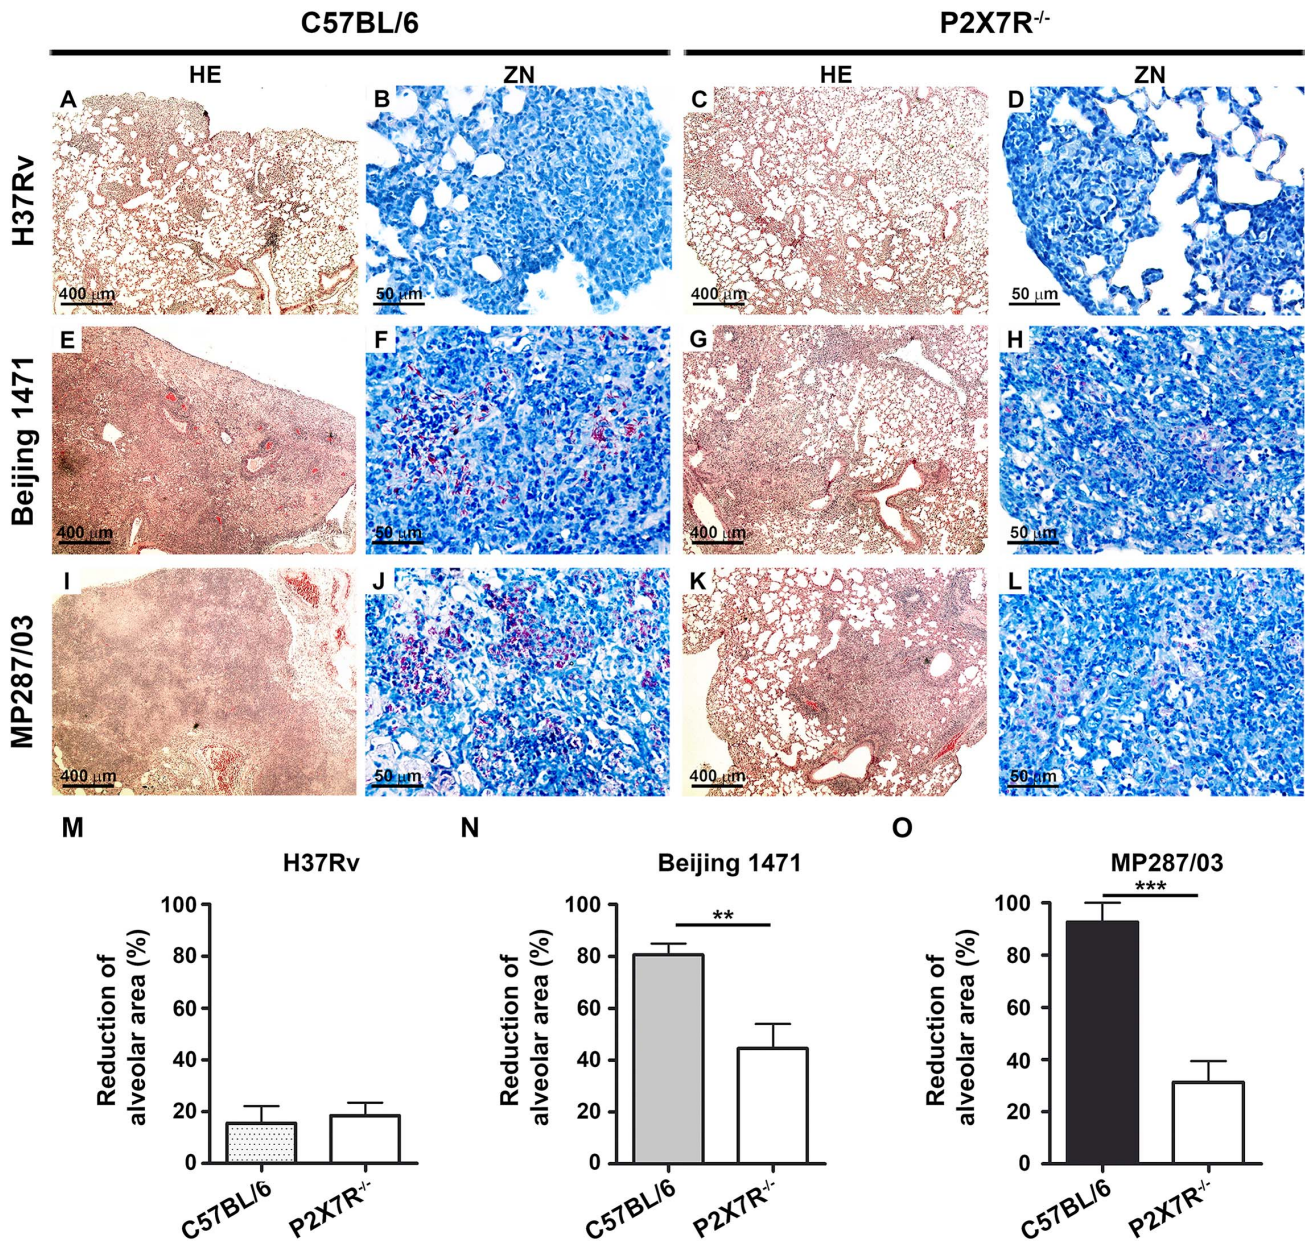 C57BL/6 P2X7R-/-
HE ZN HE ZN
H37Rv
A B C D
400 μm 50 μm 400 μm 50 μm
Beijing 1471
E F G H
400 μm 50 μm 400 μm 50 μm
MP287/03
I J K L
400 μm 50 μm 400 μm 50 μm
M N O
H37Rv
Reduction of
alveolar area (%)
100
80
60
40
20
0
C57BL/6 P2X7R-/-
Beijing 1471
**
Reduction of
alveolar area (%)
100
80
60
40
20
0
C57BL/6 P2X7R-/-
MP287/03
***
Reduction of
alveolar area (%)
100
80
60
40
20
0
C57BL/6 P2X7R-/-